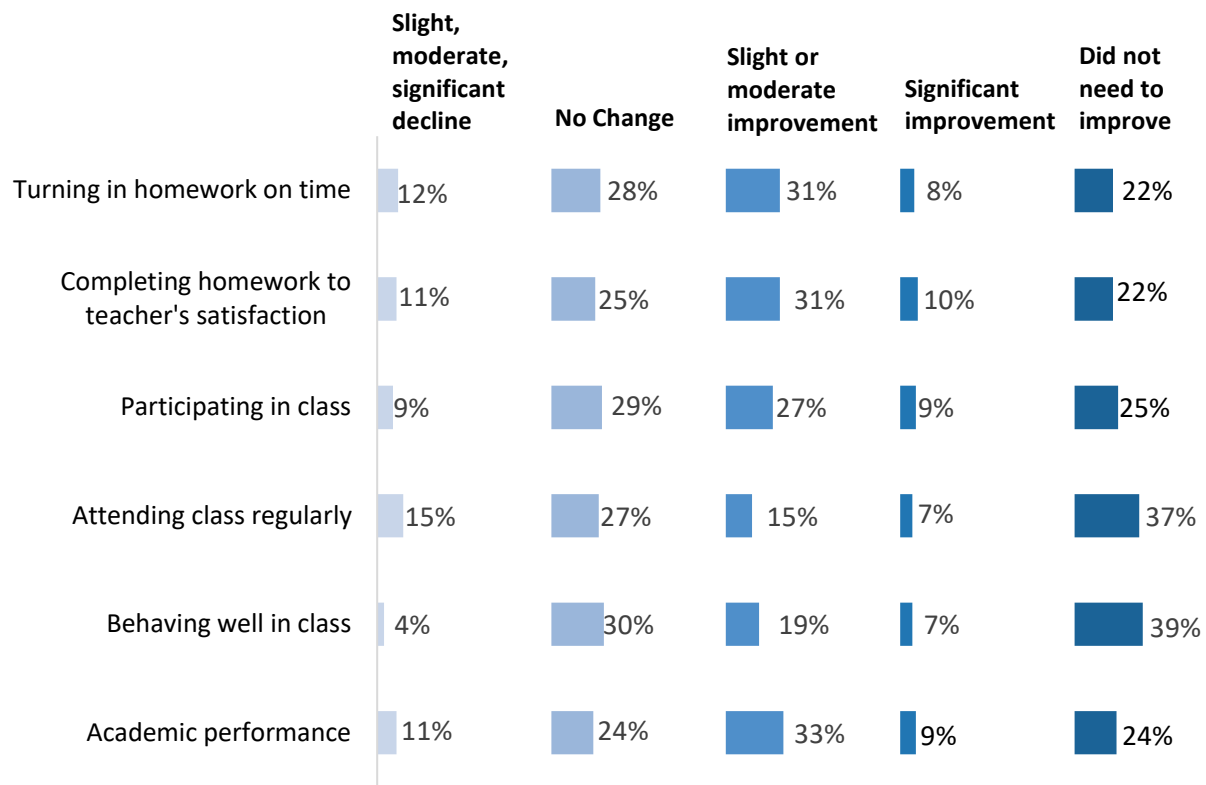 Slight,
moderate,
significant
decline
No Change
Slight or
moderate
improvement
Significant
improvement
Did not
need to
improve
Turning in homework on time 12% 28% 31% 8% 22%
Completing homework to
teacher's satisfaction 11% 25% 31% 10% 22%
Participating in class 9% 29% 27% 9% 25%
Attending class regularly 15% 27% 15% 7% 37%
Behaving well in class 4% 30% 19% 7% 39%
Academic performance 11% 24% 33% 9% 24%